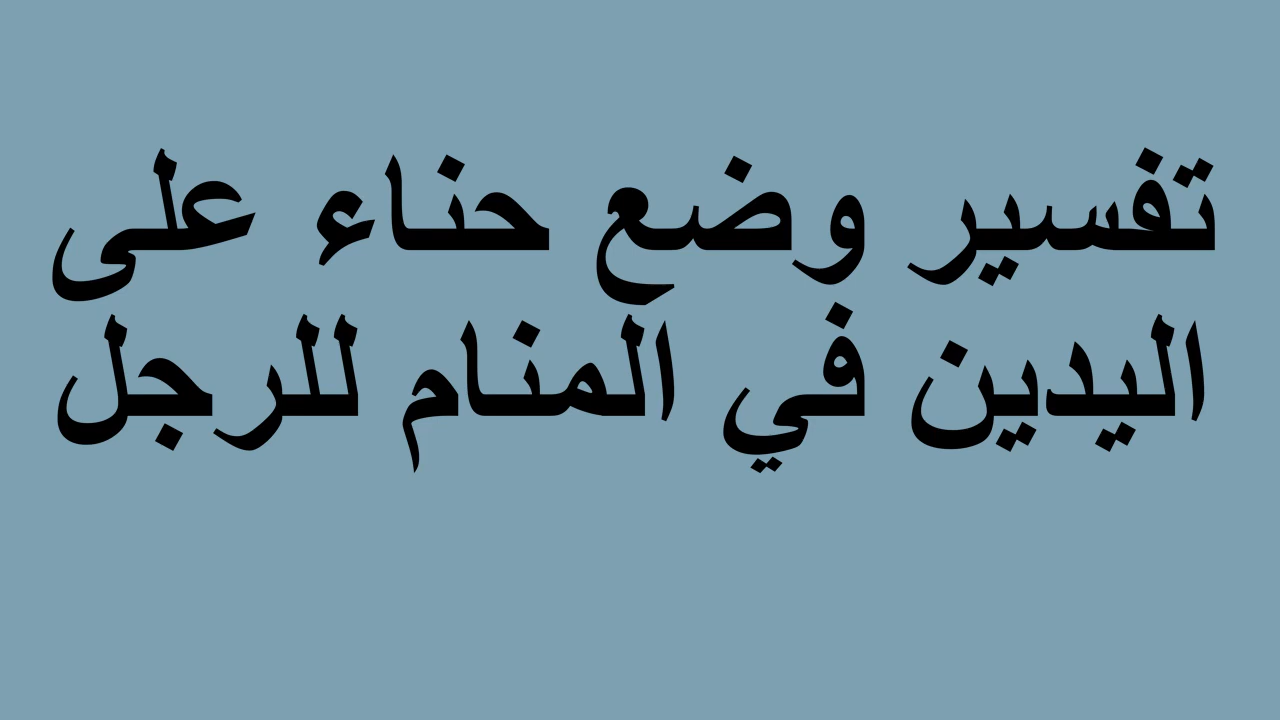 تفسير وضع حناء على
اليدين في المنام للرجل